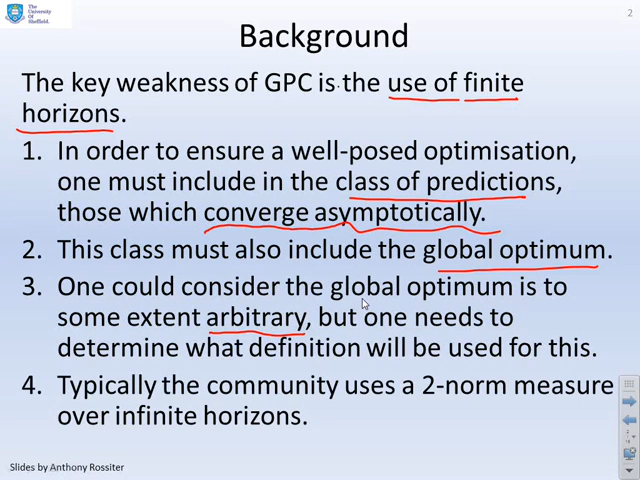 The
University
Of
Sheffield.
2
Background
The key weakness of GPC is the use of finite
horizons.
1. In order to ensure a well-posed optimisation,
one must include in the class of predictions,
those which converge asymptotically.
2. This class must also include the global optimum.
3. One could consider the global optimum is to
some extent arbitrary, but one needs to
determine what definition will be used for this.
4. Typically the community uses a 2-norm measure
over infinite horizons.
Slides by Anthony Rossiter